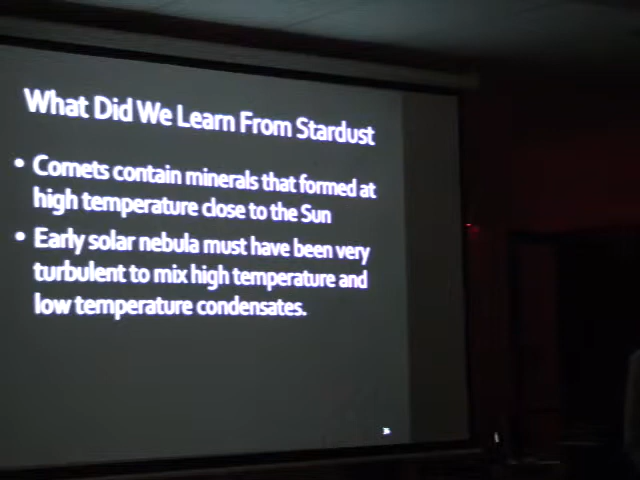 What Did We Learn From Stardust
• Comets contain minerals that formed at
high temperature close to the Sun
• Early solar nebula must have been very
turbulent to mix high temperature and
low temperature condensates.